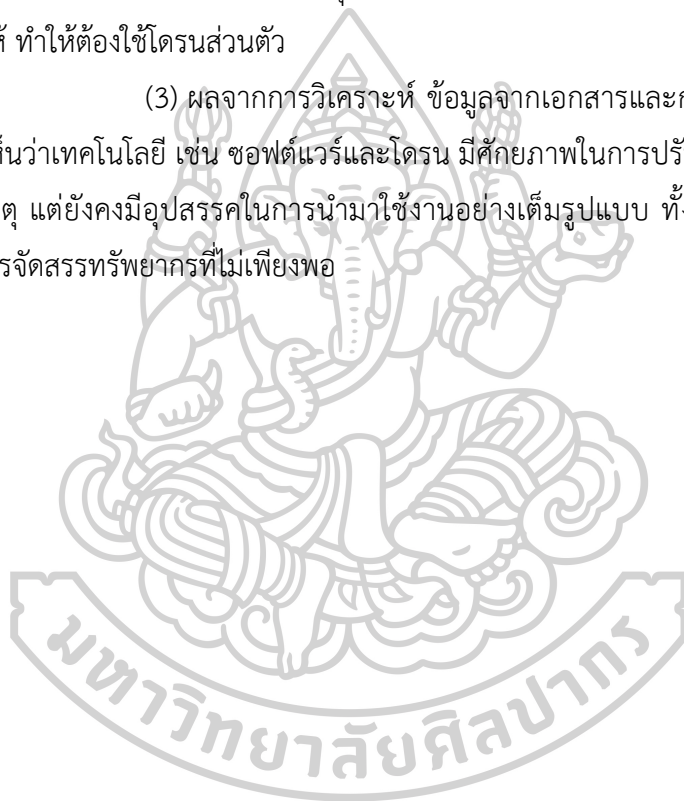 ห้ ทำให้ต้องใช้โดรนส่วนตัว
(3) ผลจากการวิเคราะห์ ข้อมูลจากเอกสารและก
ห็นว่าเทคโนโลยี เช่น ซอฟต์แวร์และโดรน มีศักยภาพในการปรั
ตุ แต่ยังคงมีอุปสรรคในการนำมาใช้งานอย่างเต็มรูปแบบ ทั้
รจัดสรรทรัพยากรที่ไม่เพียงพอ
มหาวิทยาลัยศิลปากร